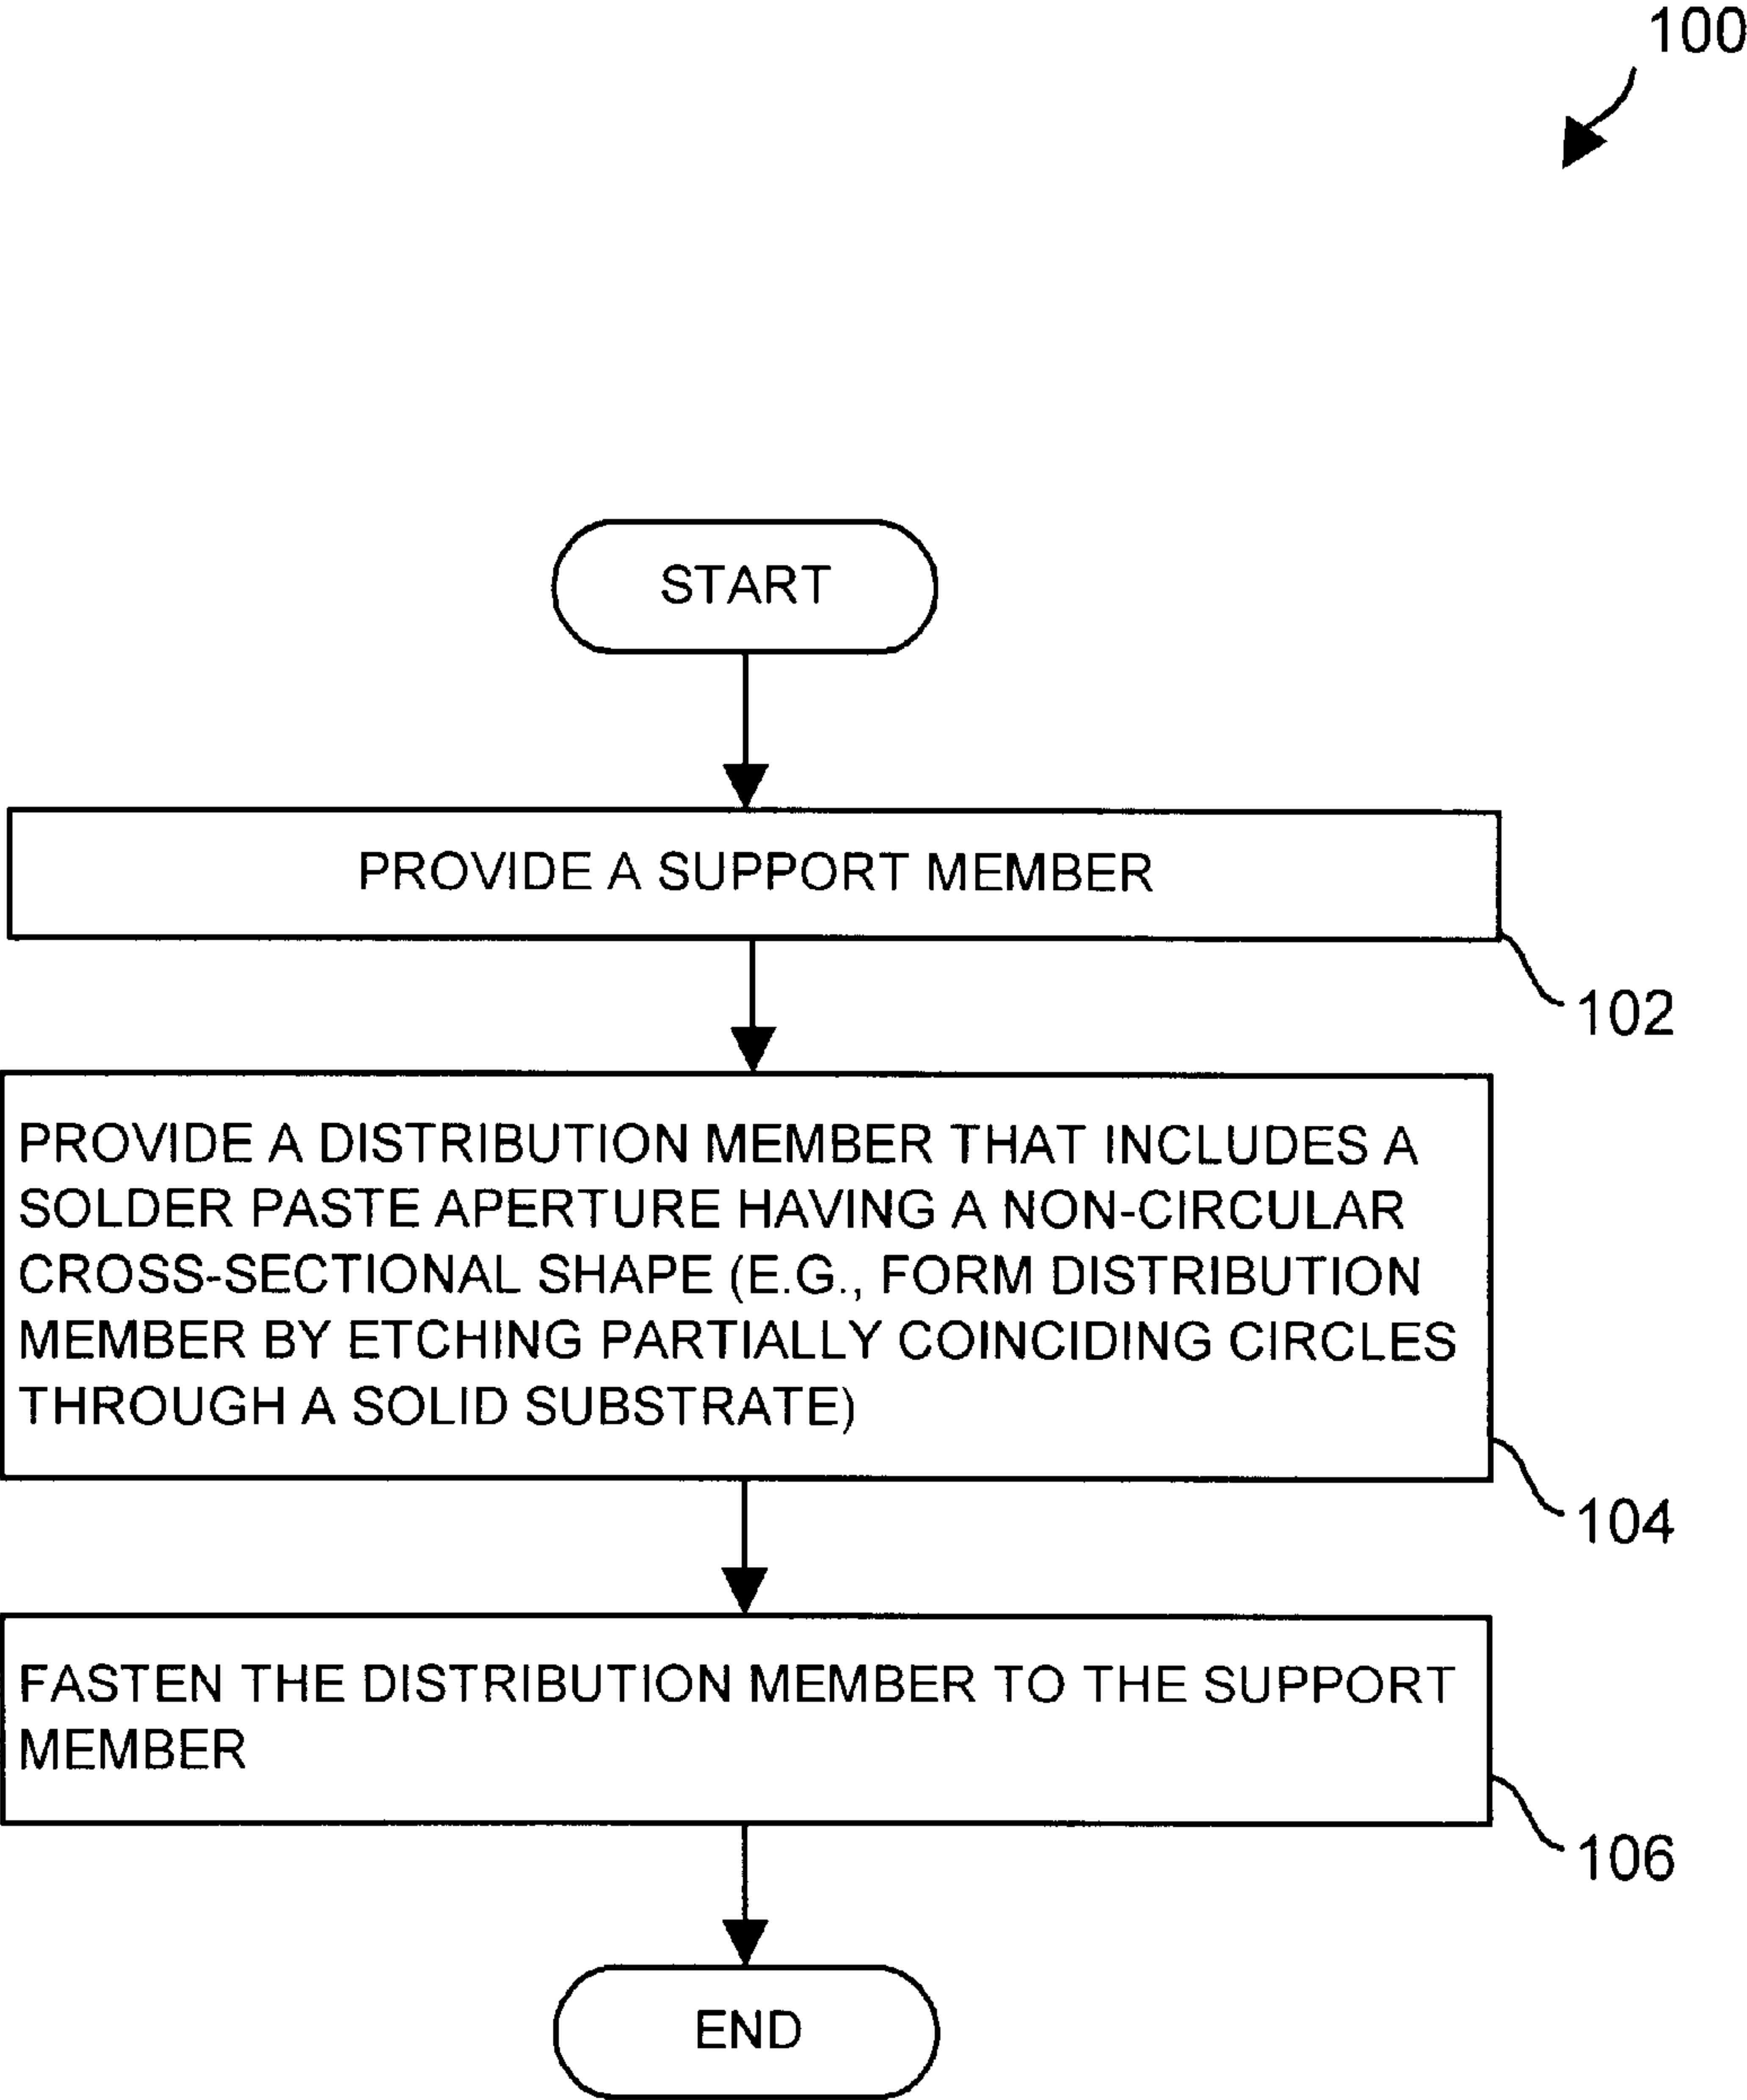 100
START
PROVIDE A SUPPORT MEMBER
102
PROVIDE A DISTRIBUTION MEMBER THAT INCLUDES A
SOLDER PASTE APERTURE HAVING A NON-CIRCULAR
CROSS-SECTIONAL SHAPE (E.G., FORM DISTRIBUTION
MEMBER BY ETCHING PARTIALLY COINCIDING CIRCLES
THROUGH A SOLID SUBSTRATE)
104
FASTEN THE DISTRIBUTION MEMBER TO THE SUPPORT
MEMBER
106
END